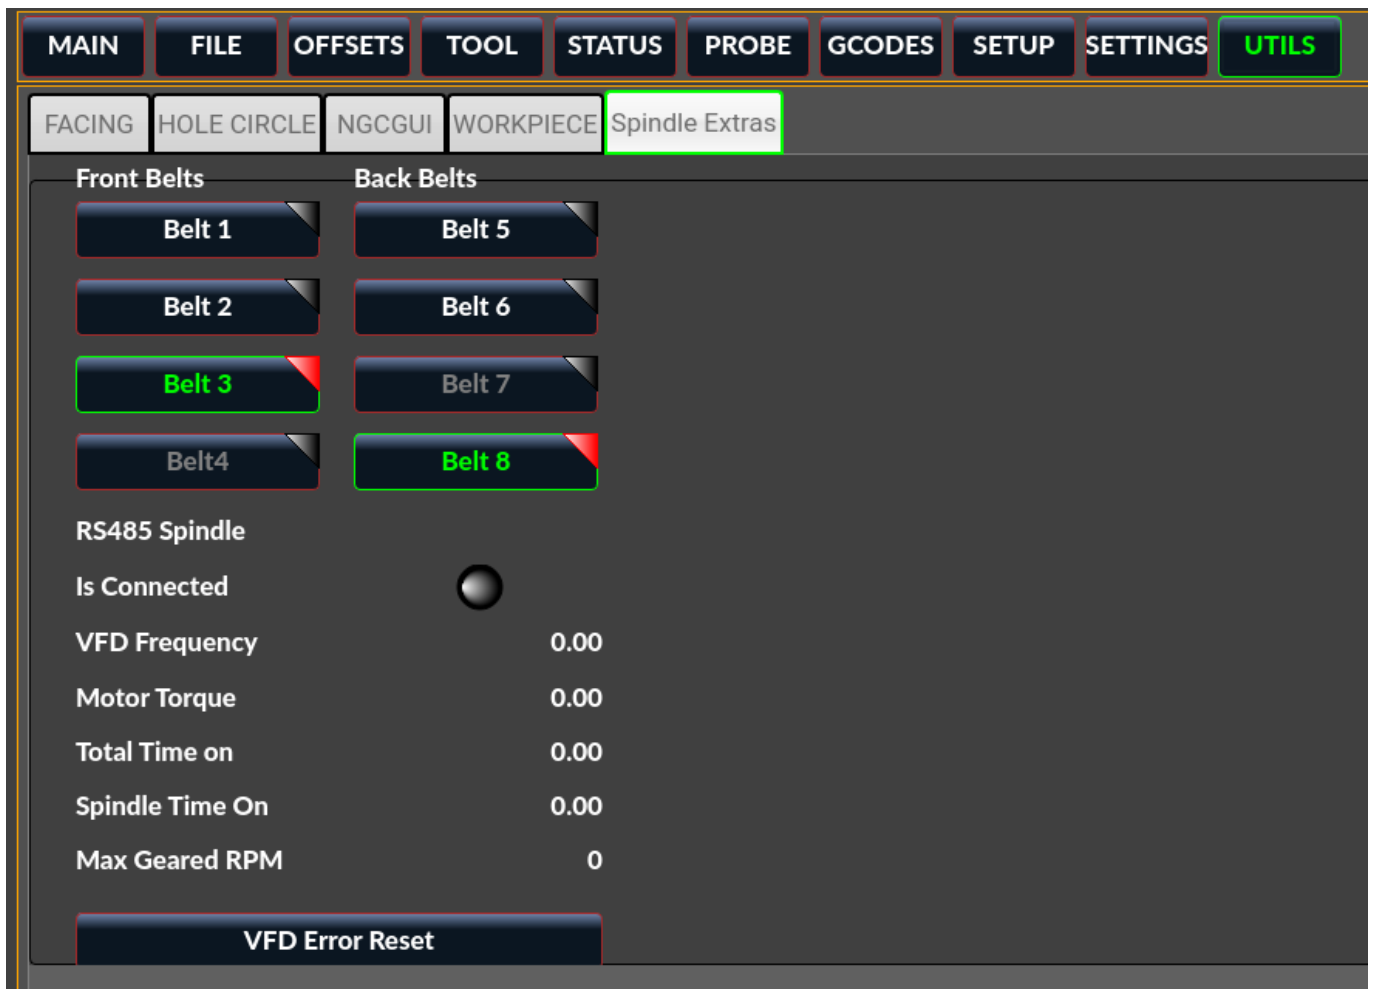 MAIN FILE OFFSETS TOOL STATUS PROBE GCODES SETUP SETTINGS UTILS
FACING HOLE CIRCLE NGCGUI WORKPIECE Spindle Extras
Front Belts Back Belts
Belt 1 Belt 5
Belt 2 Belt 6
Belt 3 Belt 7
Belt4 Belt 8
RS485 Spindle
Is Connected
VFD Frequency 0.00
Motor Torque 0.00
Total Time on 0.00
Spindle Time On 0.00
Max Geared RPM 0
VFD Error Reset